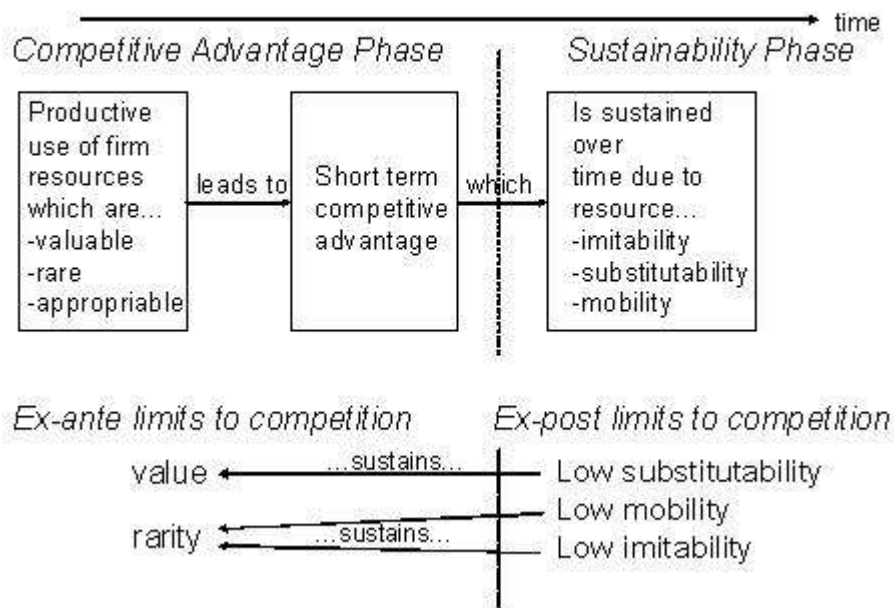 time
Competitive Advantage Phase
Sustainability Phase
Productive
use of firm
resources
which are...
-valuable
-rare
-appropriable
leads to
Short term
competitive
advantage
which
Is sustained
over
time due to
resource...
-imitability
-substitutability
-mobility
Ex-ante limits to competition
Ex-post limits to competition
value
...sustains...
Low substitutability
Low mobility
rarity
...sustains...
Low imitability